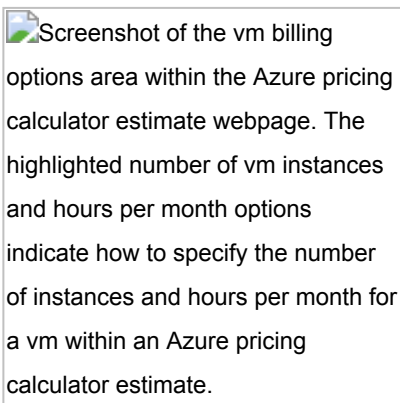 Screenshot of the vm billing
options area within the Azure pricing
calculator estimate webpage. The
highlighted number of vm instances
and hours per month options
indicate how to specify the number
of instances and hours per month for
a vm within an Azure pricing
calculator estimate.